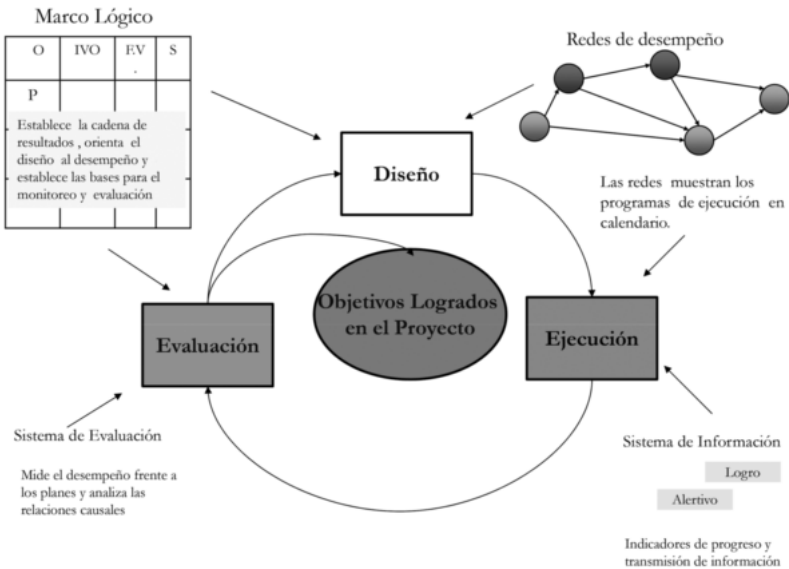 Marco Lógico
O IVO F.V . S
P
Establece la cadena de
resultados , orienta el
diseño al desempeño y
establece las bases para el
monitoreo y evaluación
Redes de desempeño
Las redes muestran los
programas de ejecución en
calendario.
Diseño
Objetivos Logrados
en el Proyecto
Evaluación
Ejecución
Sistema de Evaluación
Mide el desempeño frente a
los planes y analiza las
relaciones causales
Sistema de Información
Logro
Alertivo
Indicadores de progreso y
transmisión de información